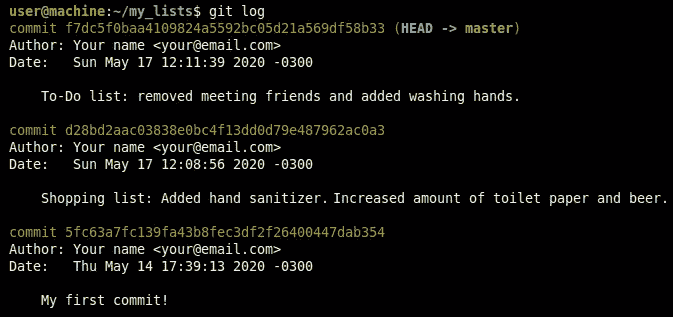 user@machine:~/my_lists$ git log
commit f7dc5f0baa4109824a5592bc05d21a569df58b33 (HEAD -> master)
Author: Your name <your@email.com>
Date:   Sun May 17 12:11:39 2020 -0300
To-Do list: removed meeting friends and added washing hands.
commit d28bd2aac03838e0bc4f13dd0d79e487962ac0a3
Author: Your name <your@email.com>
Date:   Sun May 17 12:08:56 2020 -0300
Shopping list: Added hand sanitizer. Increased amount of toilet paper and beer.
commit 5fc63a7fc139fa43b8fec3df2f26400447dab354
Author: Your name <your@email.com>
Date:   Thu May 14 17:39:13 2020 -0300
My first commit!